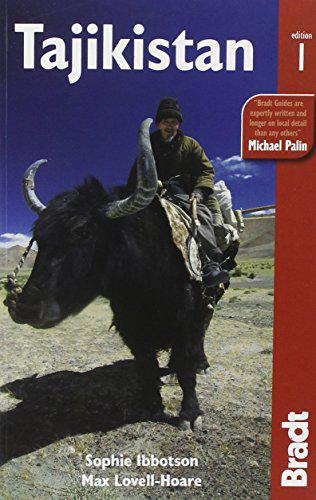 Tajikistan
edition
1
"Bradt Guides are
expertly written and
longer on local detail
than any others"
Michael Palin
Sophie Ibbotson
Max Lovell-Hoare
Bradt